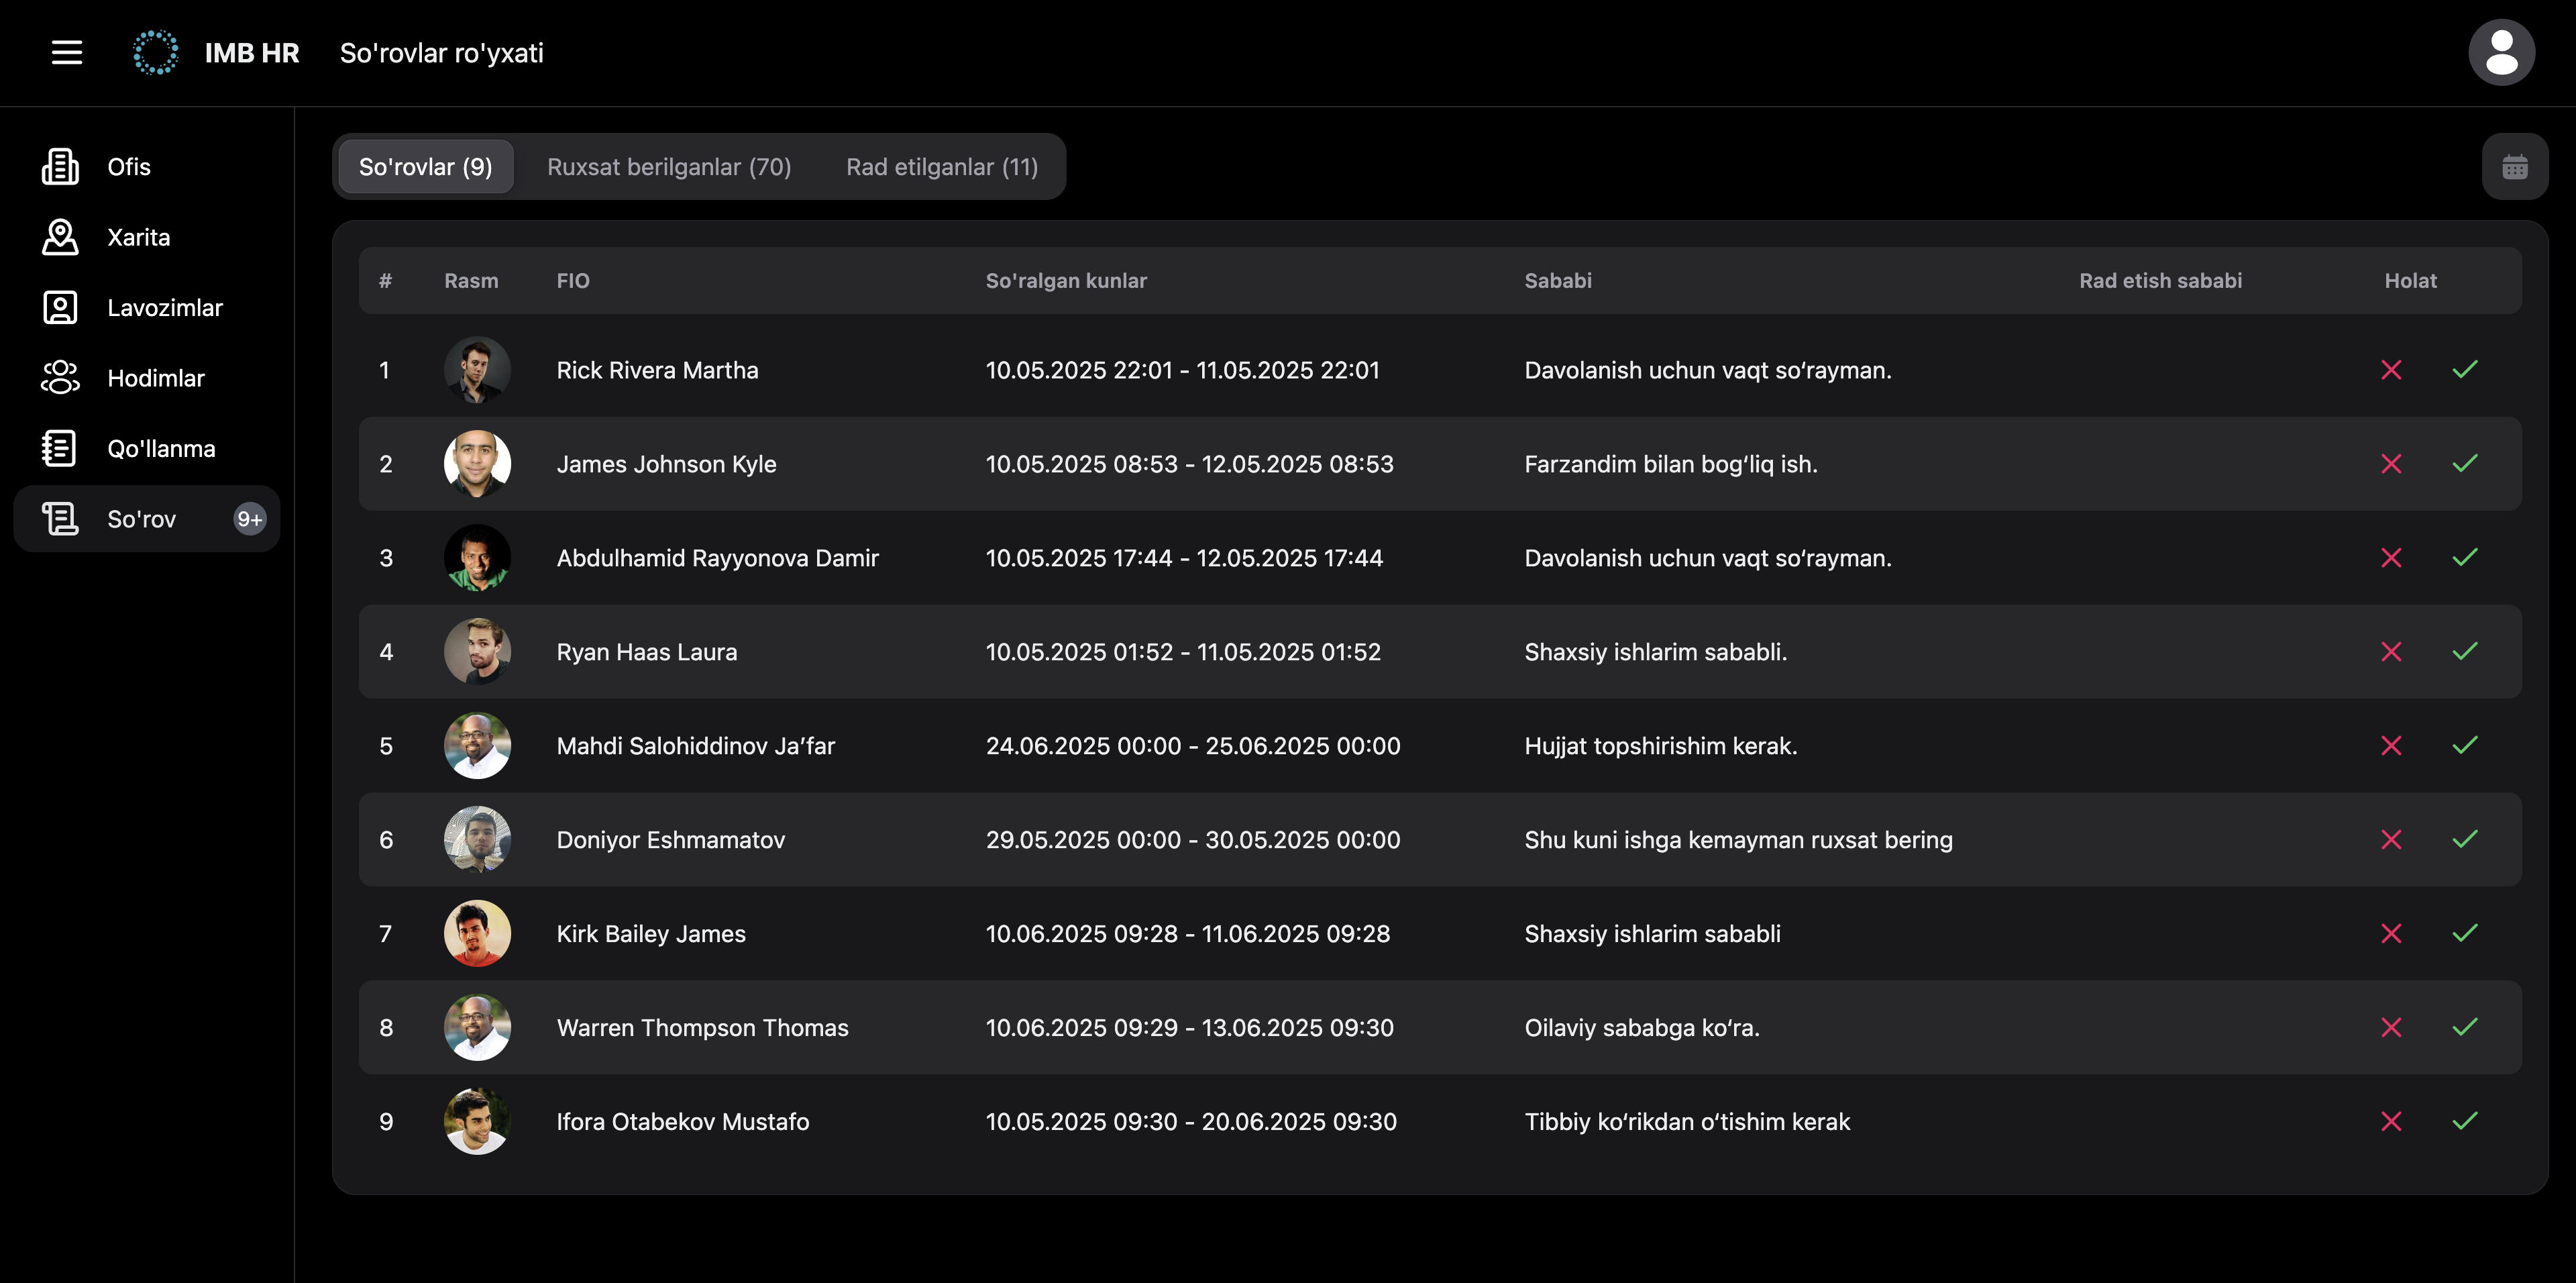 IMB HR So'rovlar ro'yxati
Ofis
Xarita
Lavozimlar
Hodimlar
Qo'llanma
So'rov 9+
So'rovlar (9) Ruxsat berilganlar (70) Rad etilganlar (11)
# Rasm FIO So'ralgan kunlar Sababi Rad etish sababi Holat
1 Rick Rivera Martha 10.05.2025 22:01 - 11.05.2025 22:01 Davolanish uchun vaqt so‘rayman.
2 James Johnson Kyle 10.05.2025 08:53 - 12.05.2025 08:53 Farzandim bilan bog‘liq ish.
3 Abdulhamid Rayyonova Damir 10.05.2025 17:44 - 12.05.2025 17:44 Davolanish uchun vaqt so‘rayman.
4 Ryan Haas Laura 10.05.2025 01:52 - 11.05.2025 01:52 Shaxsiy ishlarim sababli.
5 Mahdi Salohiddinov Ja’far 24.06.2025 00:00 - 25.06.2025 00:00 Hujjat topshirishim kerak.
6 Doniyor Eshmamatov 29.05.2025 00:00 - 30.05.2025 00:00 Shu kuni ishga kemayman ruxsat bering
7 Kirk Bailey James 10.06.2025 09:28 - 11.06.2025 09:28 Shaxsiy ishlarim sababli
8 Warren Thompson Thomas 10.06.2025 09:29 - 13.06.2025 09:30 Oilaviy sababga ko‘ra.
9 Ifora Otabekov Mustafo 10.05.2025 09:30 - 20.06.2025 09:30 Tibbiy ko‘rikdan o‘tishim kerak